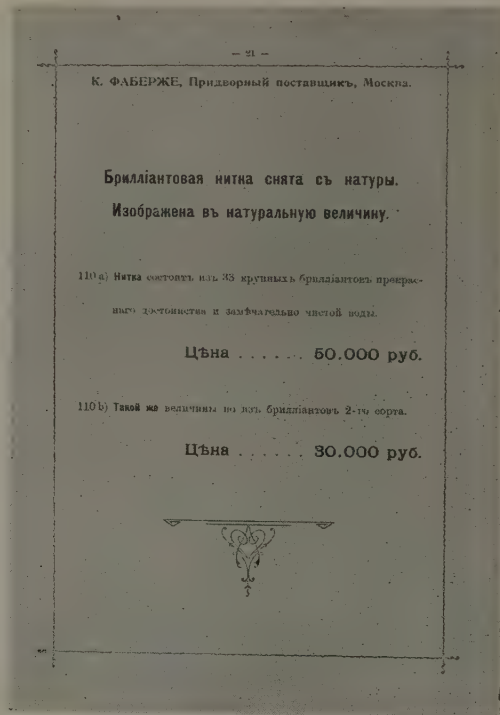 — 21 —
К. ФАБЕРЖЕ, Придворный поставщикъ, Москва.
Брилліантовая нитка снята съ натуры.
Изображена въ натуральную величину.
110 a) Нитка состоитъ изъ 33 крупныхъ брилліантовъ прекрас-
наго достоинства и замѣчательно чистой воды.
Цѣна . . . . . . 50.000 руб.
110 b) Такой же величины но изъ брилліантовъ 2-го сорта.
Цѣна . . . . . . 30.000 руб.